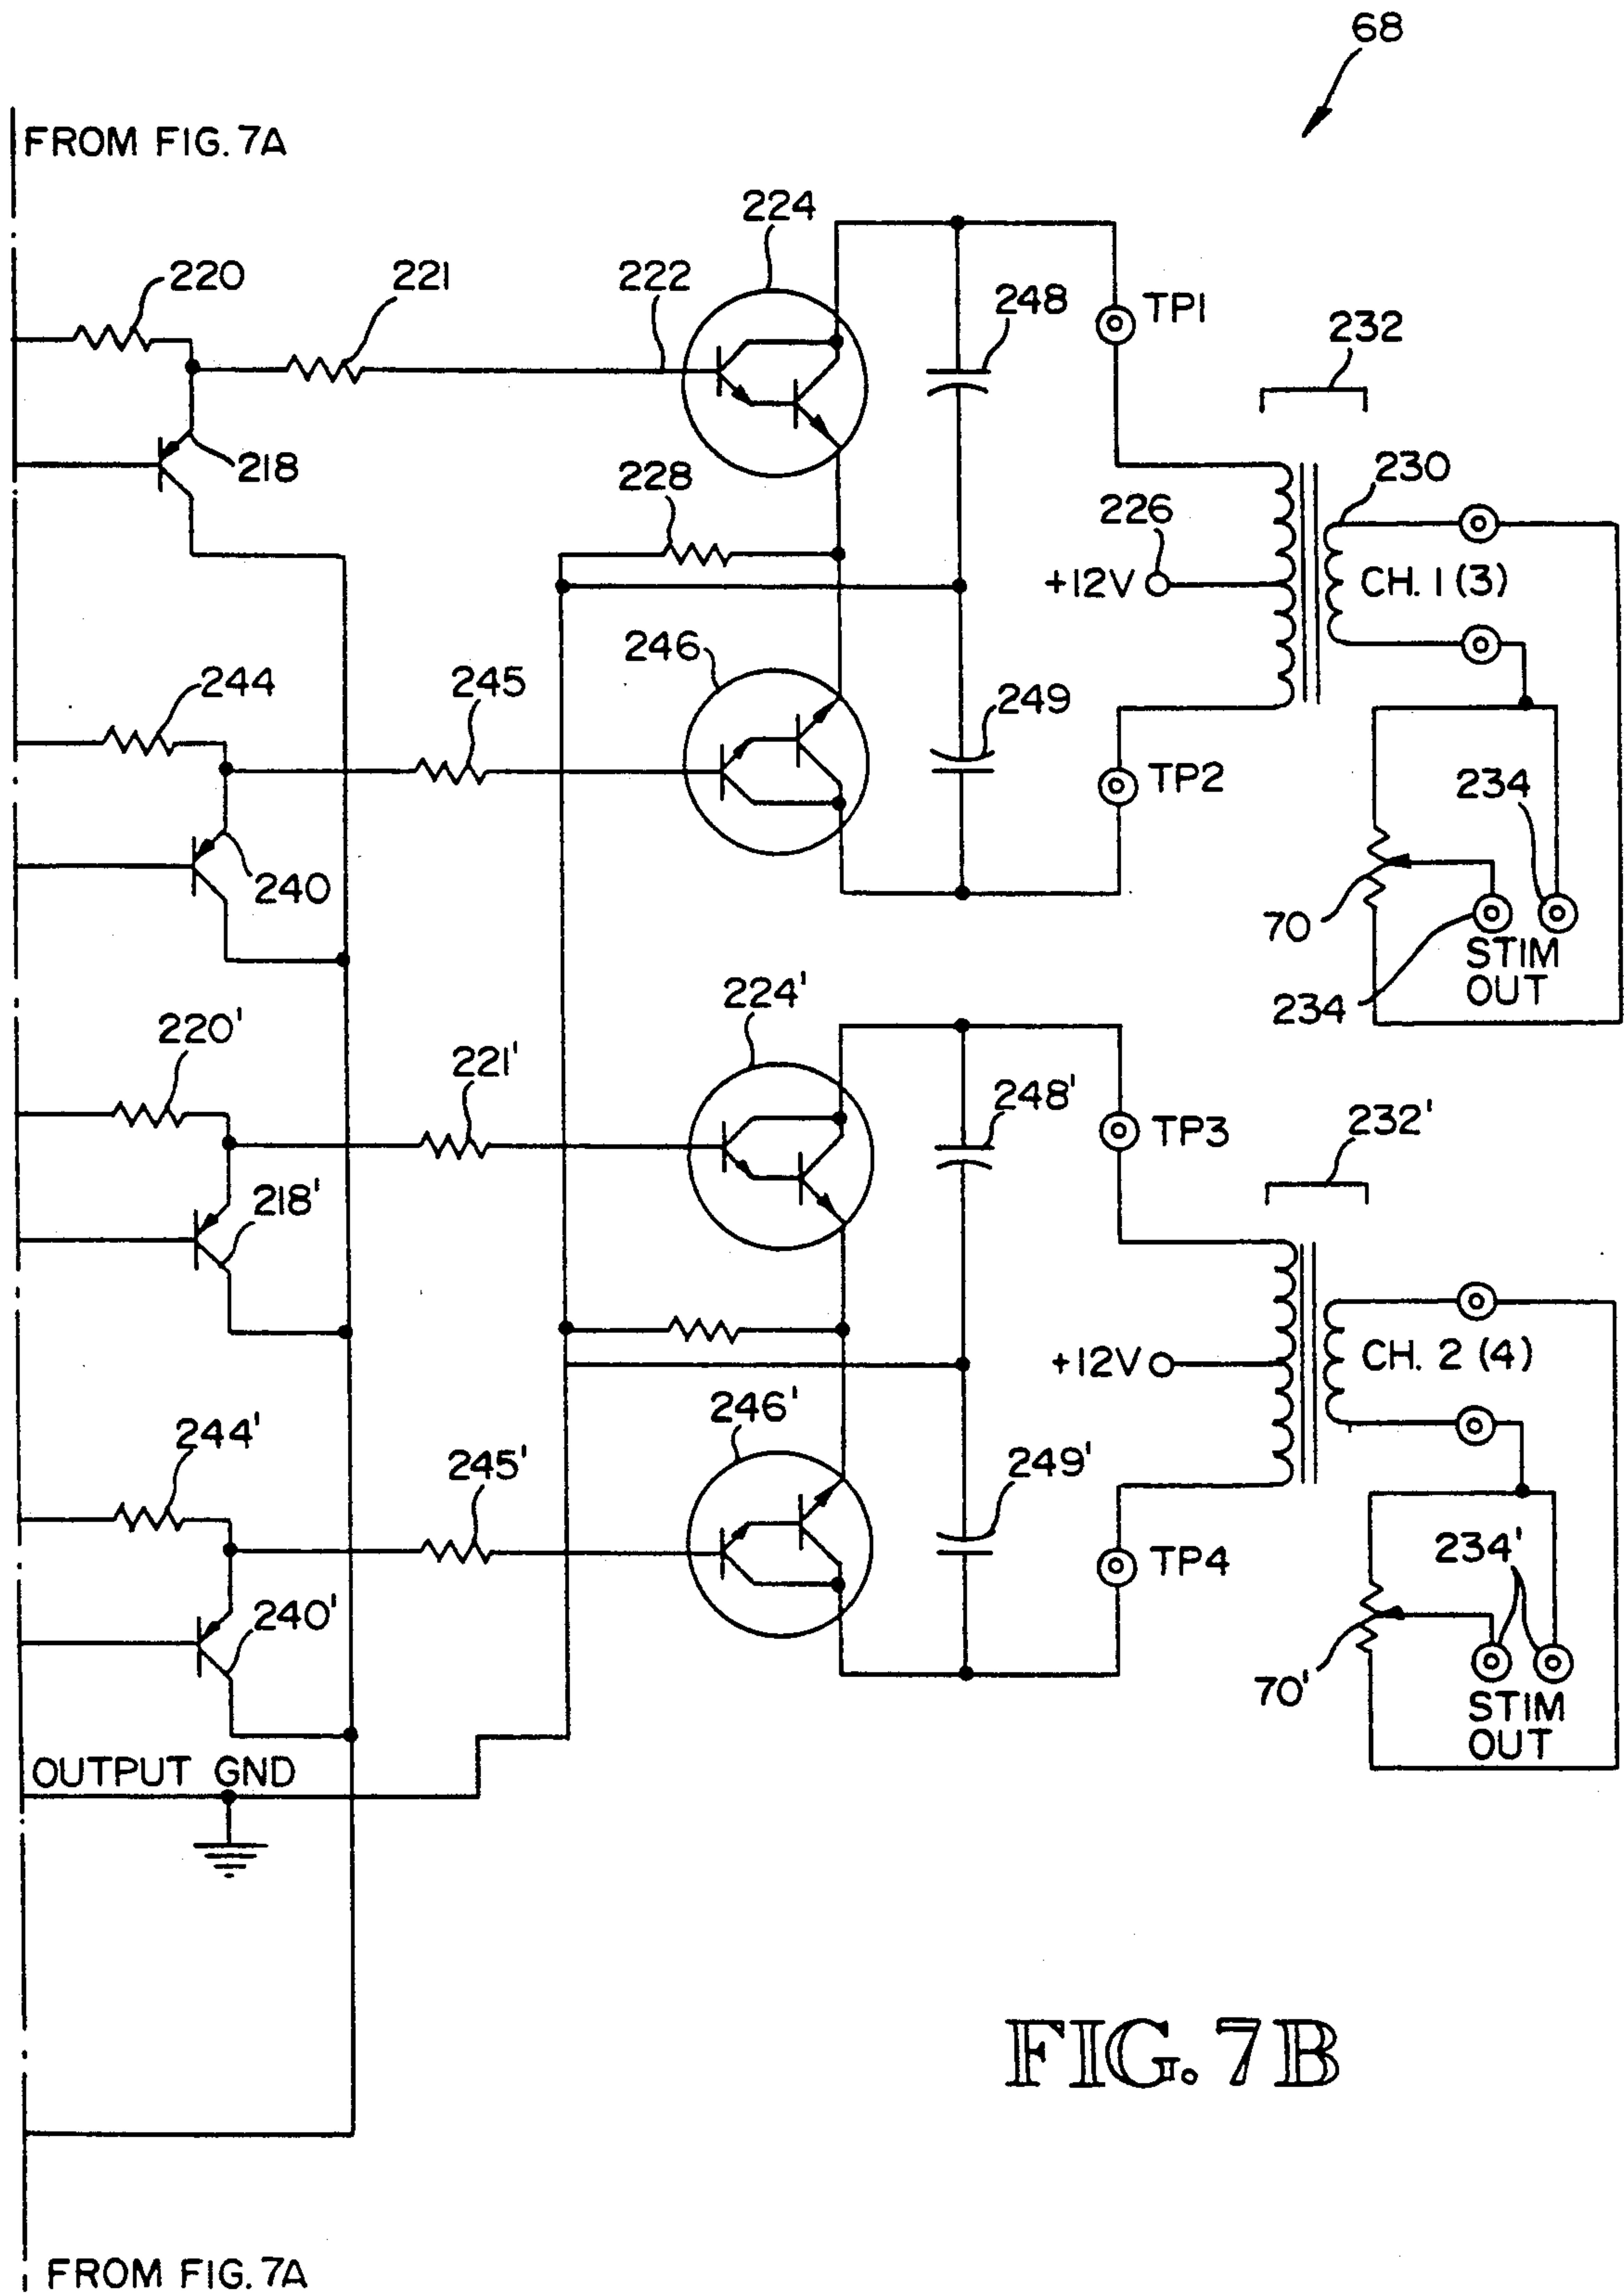 68
FROM FIG. 7A
224
220
221
222
248
TP1
232
218
228
226
230
+12V
CH. 1 (3)
246
244
245
249
TP2
234
240
70
STIM
OUT
234
224'
220'
221'
248'
TP3
232'
218'
+12V
CH. 2 (4)
246'
244'
245'
249'
TP4
234'
240'
70'
STIM
OUT
OUTPUT GND
FIG. 7B
FROM FIG. 7A